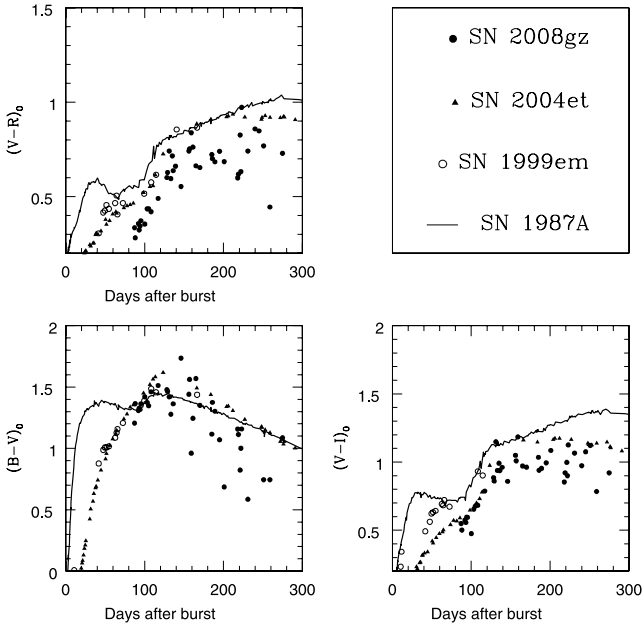 1.5
1
0.5
(V−R)₀
0
100
200
300
Days after burst
SN 2008gz
SN 2004et
SN 1999em
SN 1987A
2
1.5
1
0.5
0
(B−V)₀
0
100
200
300
Days after burst
2
1.5
1
0.5
(V−I)₀
0
100
200
300
Days after burst